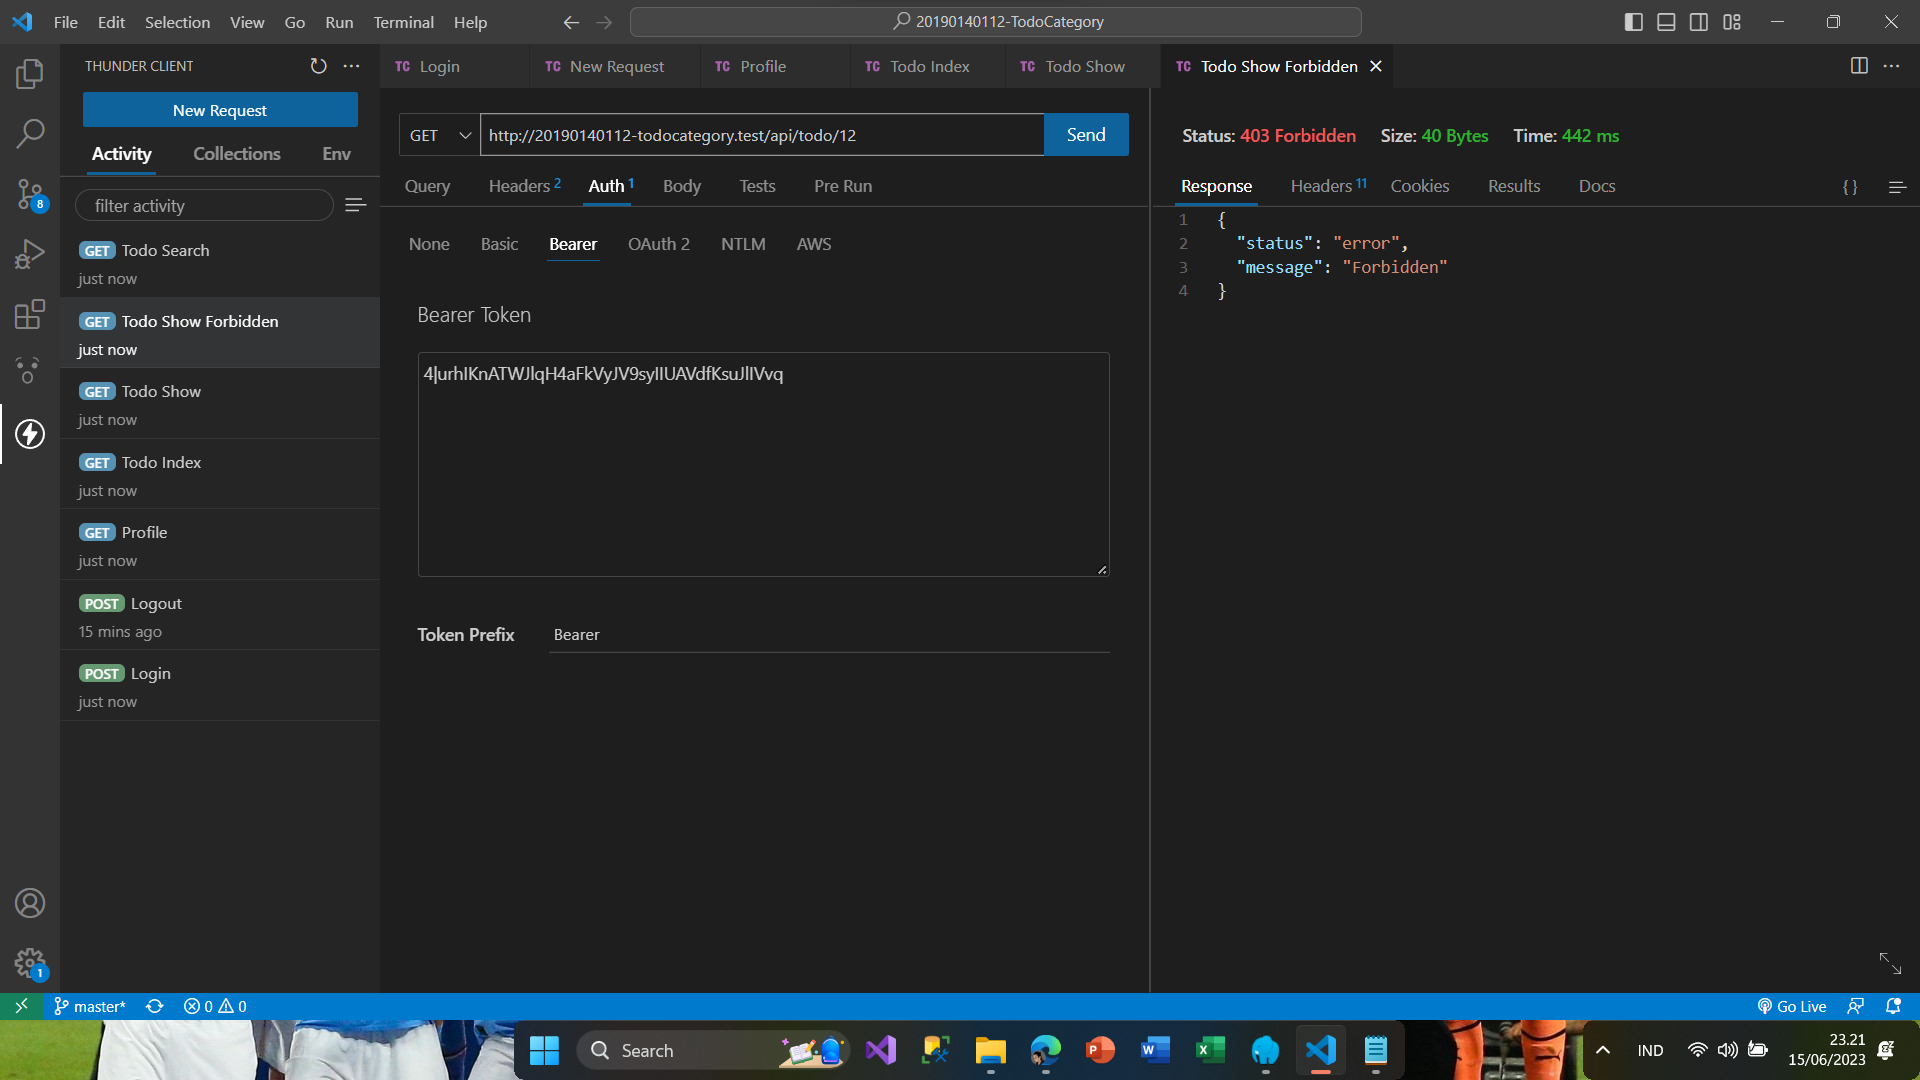 File Edit Selection View Go Run Terminal Help
20190140112-TodoCategory
THUNDER CLIENT
New Request
Activity Collections Env
filter activity
GET Todo Search
just now
GET Todo Show Forbidden
just now
GET Todo Show
just now
GET Todo Index
just now
GET Profile
just now
POST Logout
15 mins ago
POST Login
just now
8
1
TC Login
TC New Request
TC Profile
TC Todo Index
TC Todo Show
TC Todo Show Forbidden
GET http://20190140112-todocategory.test/api/todo/12 Send
Query Headers 2 Auth 1 Body Tests Pre Run
None Basic Bearer OAuth 2 NTLM AWS
Bearer Token
Token Prefix Bearer
Status: 403 Forbidden Size: 40 Bytes Time: 442 ms
Response Headers 11 Cookies Results Docs { }
1 {
2 "status": "error",
3 "message": "Forbidden"
4 }
master* 0 0 Go Live
Search
IND
23.21
15/06/2023